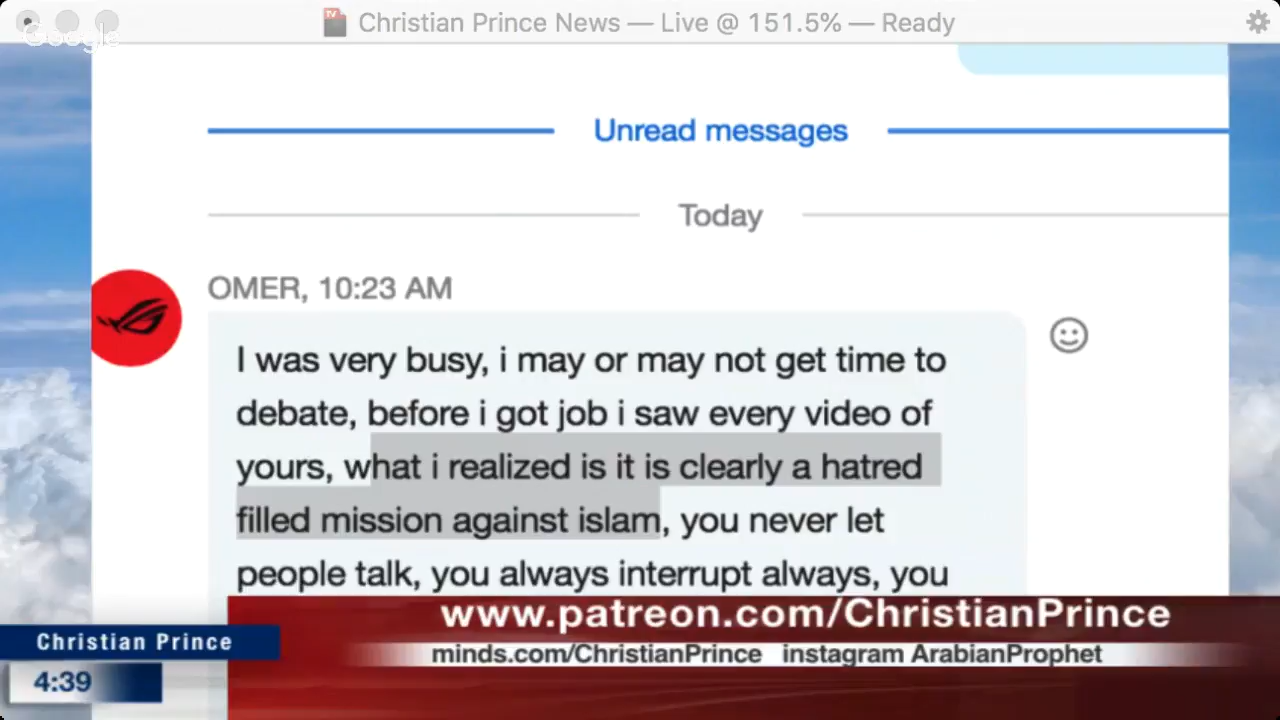 Christian Prince News — Live @ 151.5% — Ready
Google
Unread messages
Today
OMER, 10:23 AM
I was very busy, i may or may not get time to
debate, before i got job i saw every video of
yours, what i realized is it is clearly a hatred
filled mission against islam, you never let
people talk, you always interrupt always, you
www.patreon.com/ChristianPrince
Christian Prince
minds.com/ChristianPrince instagram ArabianProphet
4:39